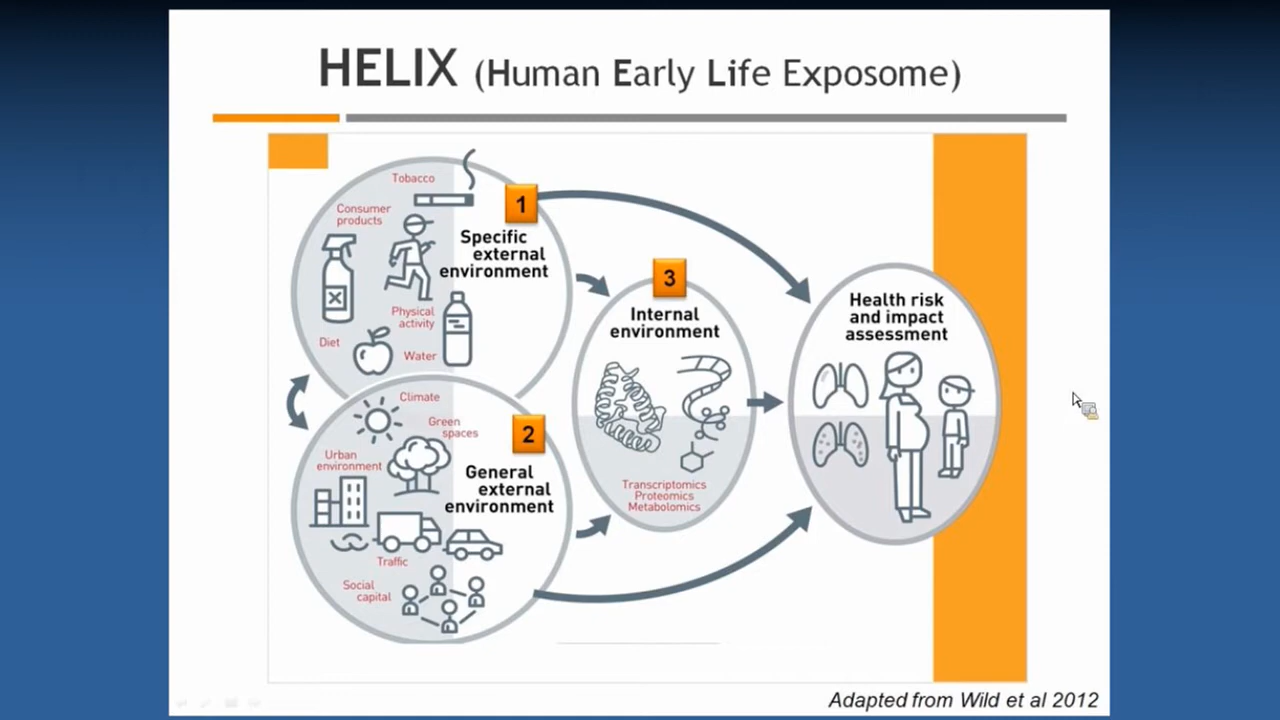 HELIX (Human Early Life Exposome)
Tobacco
1
Consumer
products
Specific
external
environment
Physical
activity
Diet
Water
Climate
Green
spaces
2
Urban
environment
General
external
environment
Traffic
Social
capital
3
Internal
environment
Transcriptomics
Proteomics
Metabolomics
Health risk
and impact
assessment
Adapted from Wild et al 2012